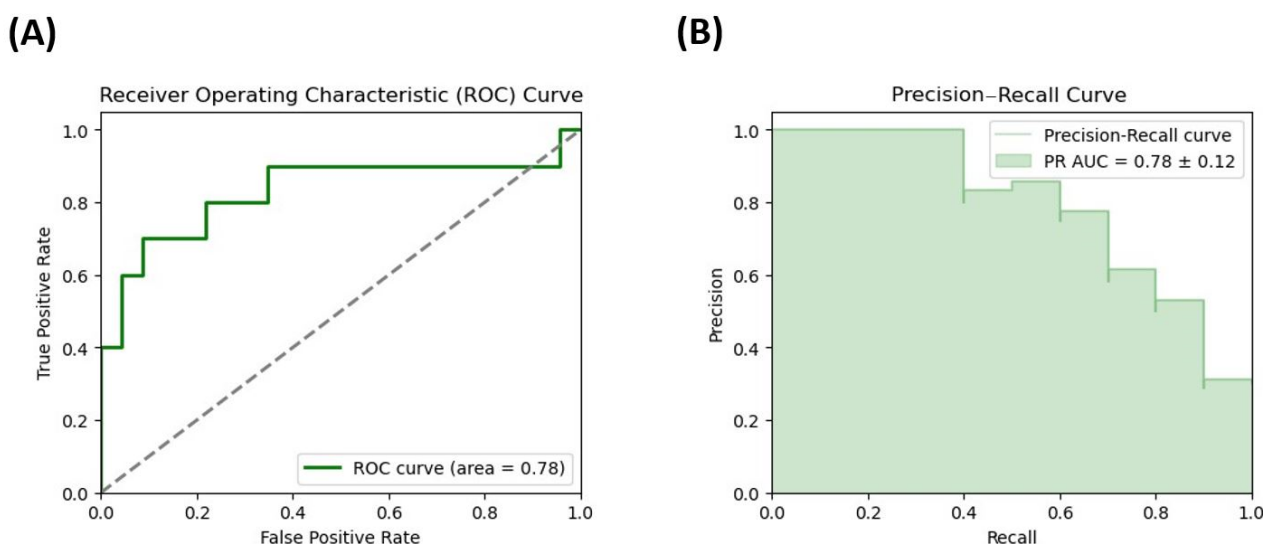 (A)
Receiver Operating Characteristic (ROC) Curve
True Positive Rate
1.0
0.8
0.6
0.4
0.2
0.0
ROC curve (area = 0.78)
0.0 0.2 0.4 0.6 0.8 1.0
False Positive Rate
(B)
Precision–Recall Curve
Precision
1.0
0.8
0.6
0.4
0.2
0.0
Precision-Recall curve
PR AUC = 0.78 ± 0.12
0.0 0.2 0.4 0.6 0.8 1.0
Recall